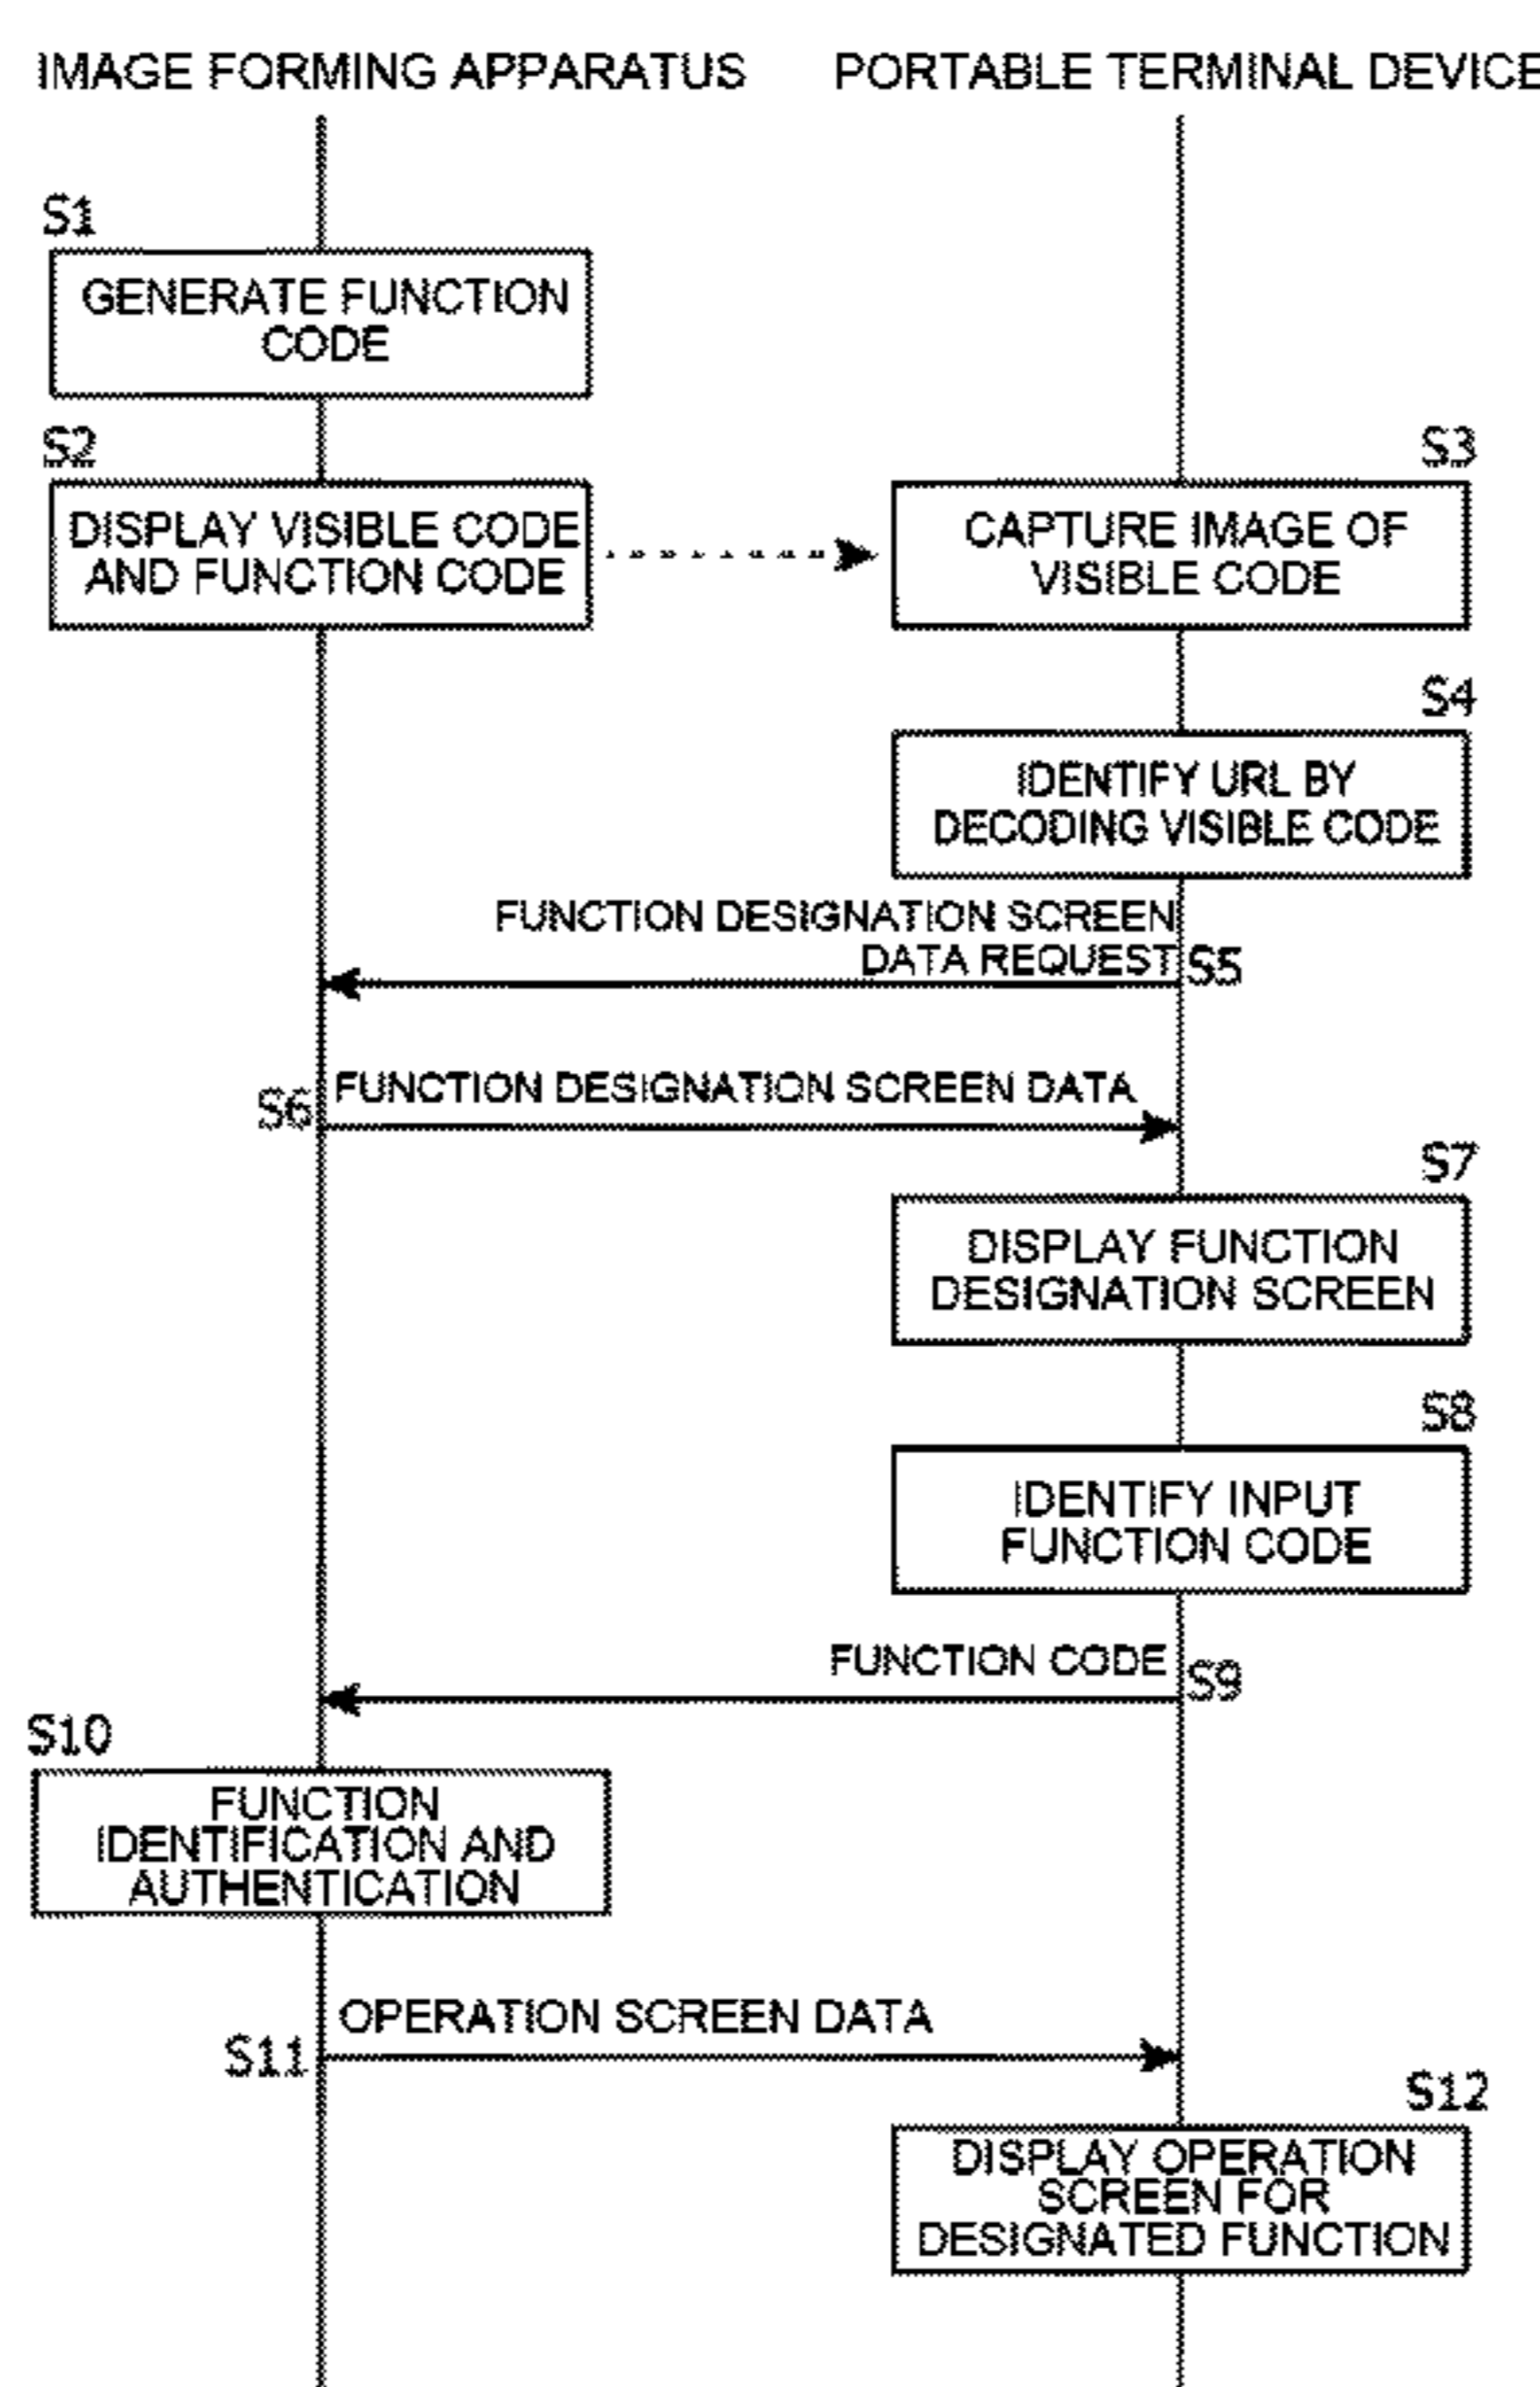 IMAGE FORMING APPARATUS
PORTABLE TERMINAL DEVICE
S1
GENERATE FUNCTION
CODE
S2
DISPLAY VISIBLE CODE
AND FUNCTION CODE
S3
CAPTURE IMAGE OF
VISIBLE CODE
S4
IDENTIFY URL BY
DECODING VISIBLE CODE
FUNCTION DESIGNATION SCREEN
DATA REQUEST
S5
S6
FUNCTION DESIGNATION SCREEN DATA
S7
DISPLAY FUNCTION
DESIGNATION SCREEN
S8
IDENTIFY INPUT
FUNCTION CODE
FUNCTION CODE
S9
S10
FUNCTION
IDENTIFICATION AND
AUTHENTICATION
OPERATION SCREEN DATA
S11
S12
DISPLAY OPERATION
SCREEN FOR
DESIGNATED FUNCTION